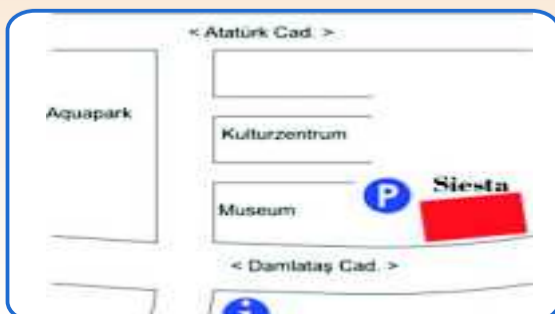 < Atatürk Cad. >
Aquapark
Kulturzentrum
P
Siesta
Museum
< Damlataş Cad. >
i